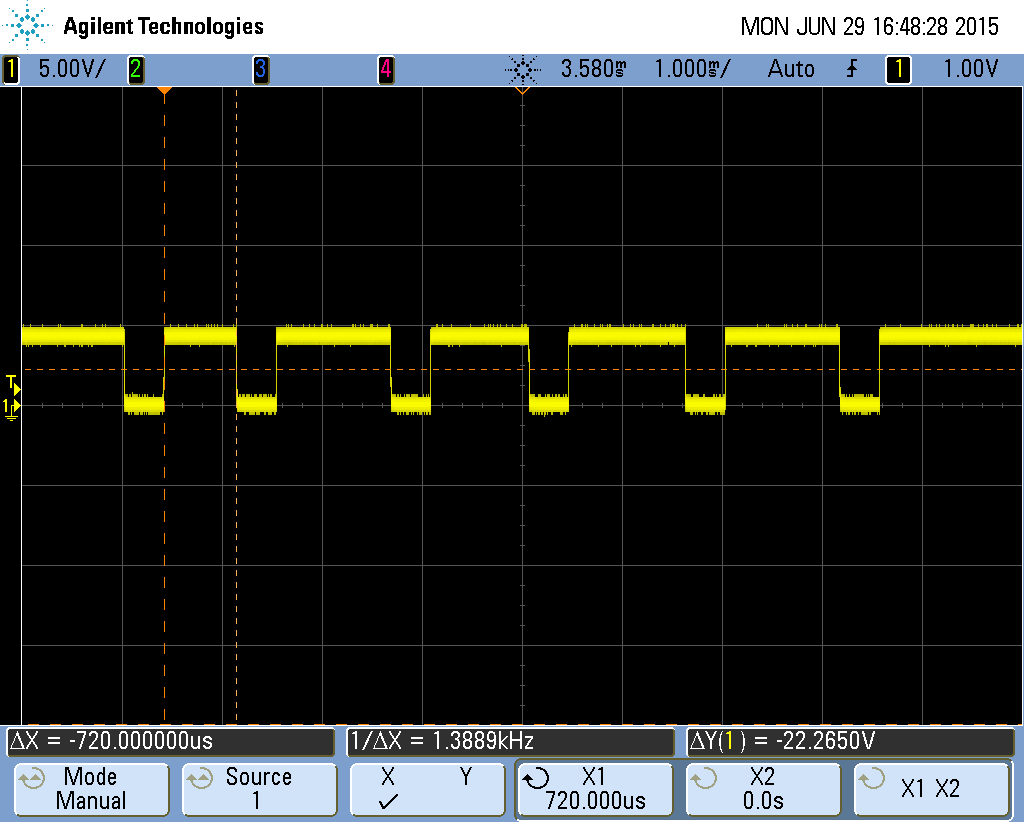 Agilent Technologies MON JUN 29 16:48:28 2015
1 5.00V/ 2 3 4 3.580ms 1.000ms/ Auto 1 1.00V
T
1
ΔX = -720.000000us 1/ΔX = 1.3889kHz ΔY(1) = -22.2650V
Mode Source X Y X1 X2 X1 X2
Manual 1 720.000us 0.0s